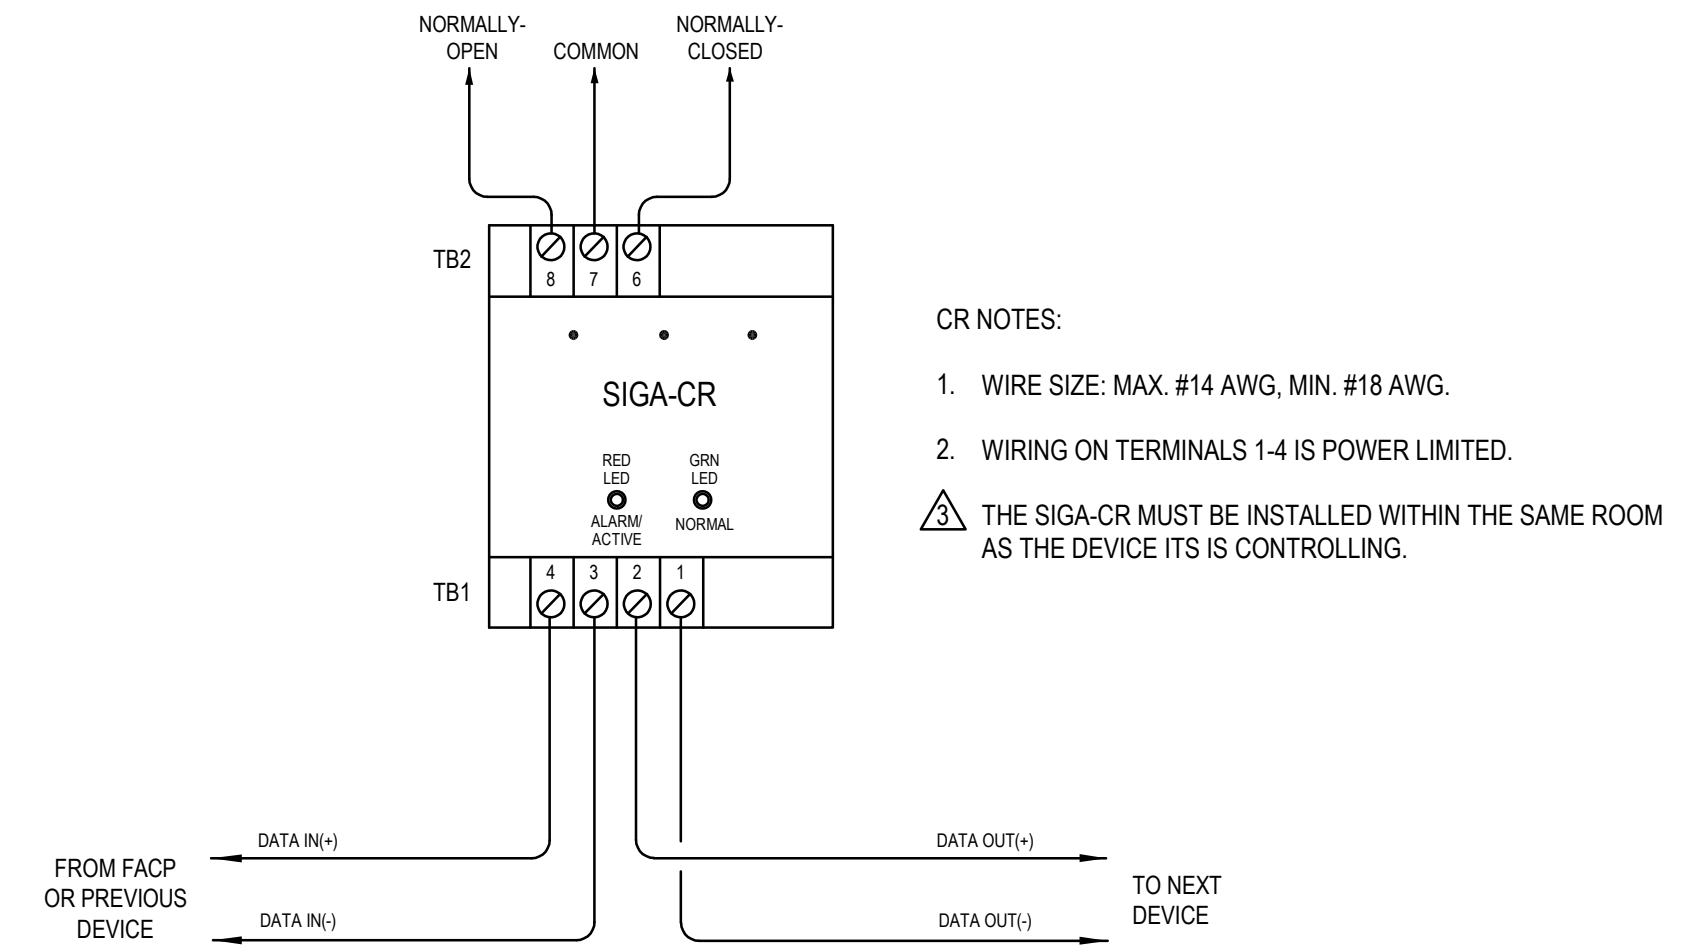 NORMALLY-
OPEN
COMMON
NORMALLY-
CLOSED
TB2
8 7 6
SIGA-CR
RED
LED
ALARM/
ACTIVE
GRN
LED
NORMAL
TB1
4 3 2 1
CR NOTES:
1. WIRE SIZE: MAX. #14 AWG, MIN. #18 AWG.
2. WIRING ON TERMINALS 1-4 IS POWER LIMITED.
3 THE SIGA-CR MUST BE INSTALLED WITHIN THE SAME ROOM
AS THE DEVICE ITS IS CONTROLLING.
DATA IN(+)
FROM FACP
OR PREVIOUS
DEVICE
DATA IN(-)
DATA OUT(+)
TO NEXT
DEVICE
DATA OUT(-)